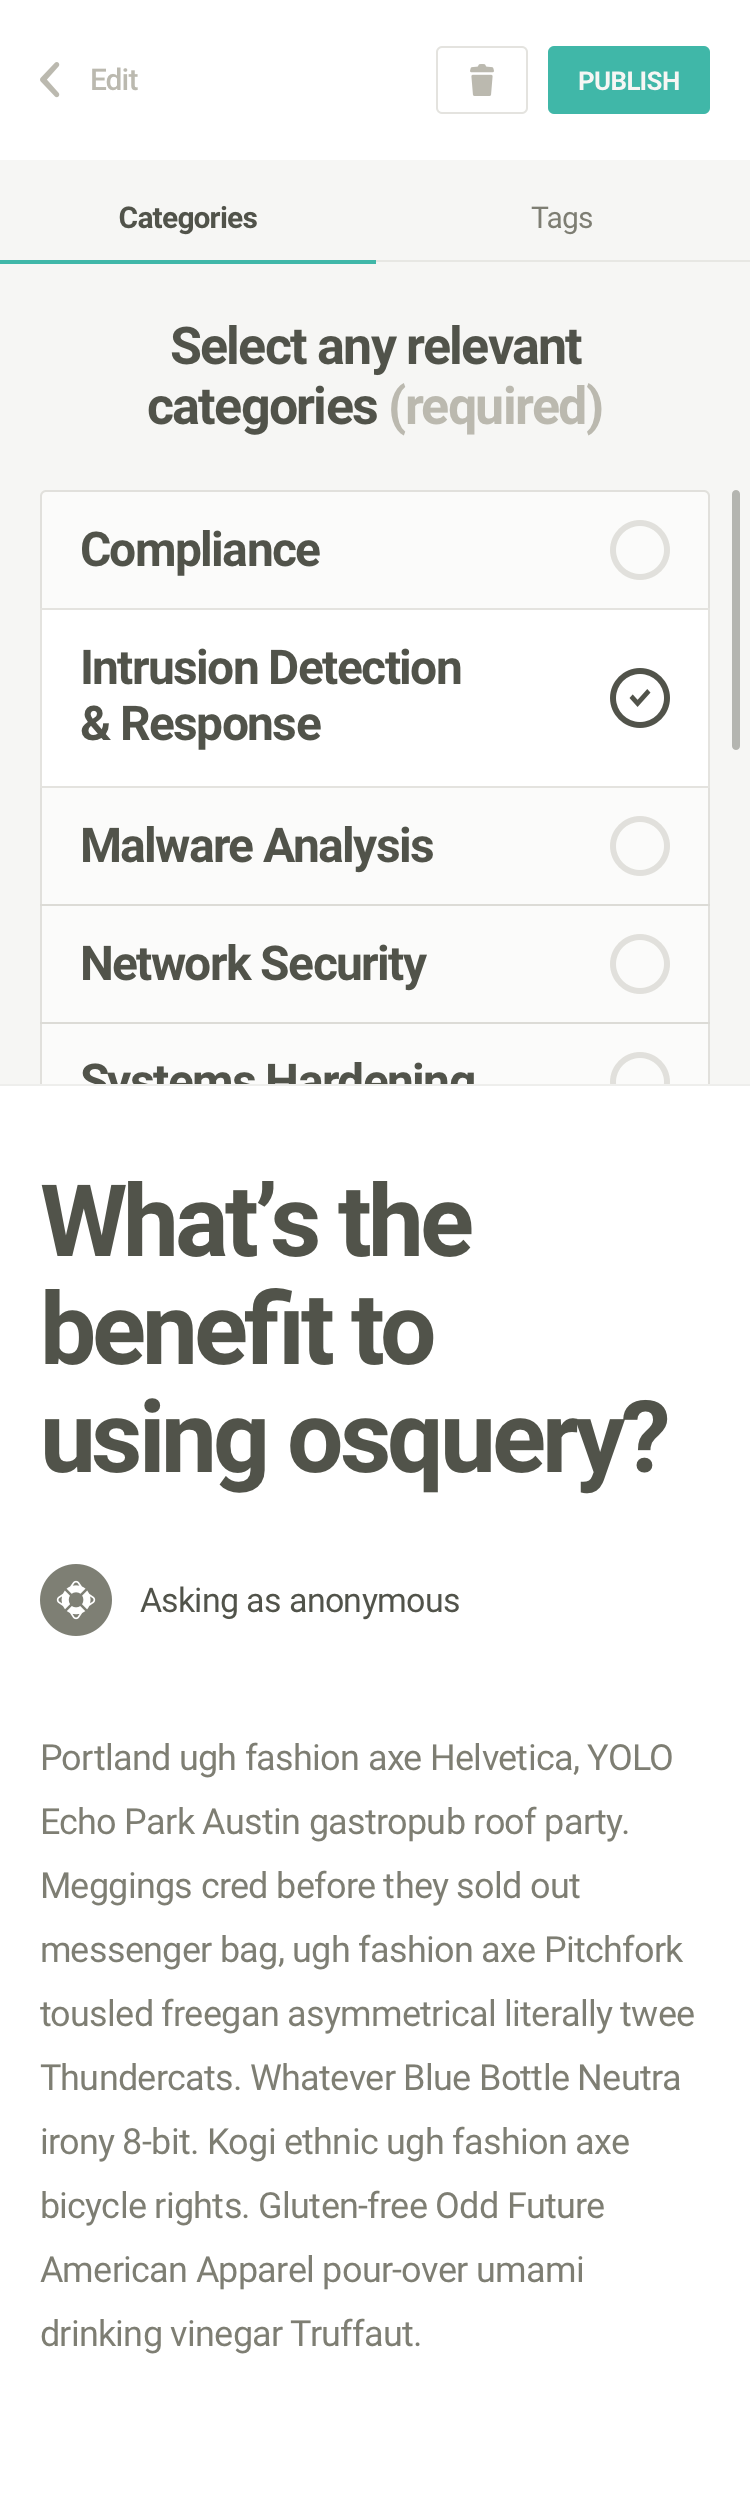 Edit
PUBLISH
Categories
Tags
Select any relevant
categories (required)
Compliance
Intrusion Detection
& Response
Malware Analysis
Network Security
Systems Hardening
What’s the
benefit to
using osquery?
Asking as anonymous
Portland ugh fashion axe Helvetica, YOLO
Echo Park Austin gastropub roof party.
Meggings cred before they sold out
messenger bag, ugh fashion axe Pitchfork
tousled freegan asymmetrical literally twee
Thundercats. Whatever Blue Bottle Neutra
irony 8-bit. Kogi ethnic ugh fashion axe
bicycle rights. Gluten-free Odd Future
American Apparel pour-over umami
drinking vinegar Truffaut.